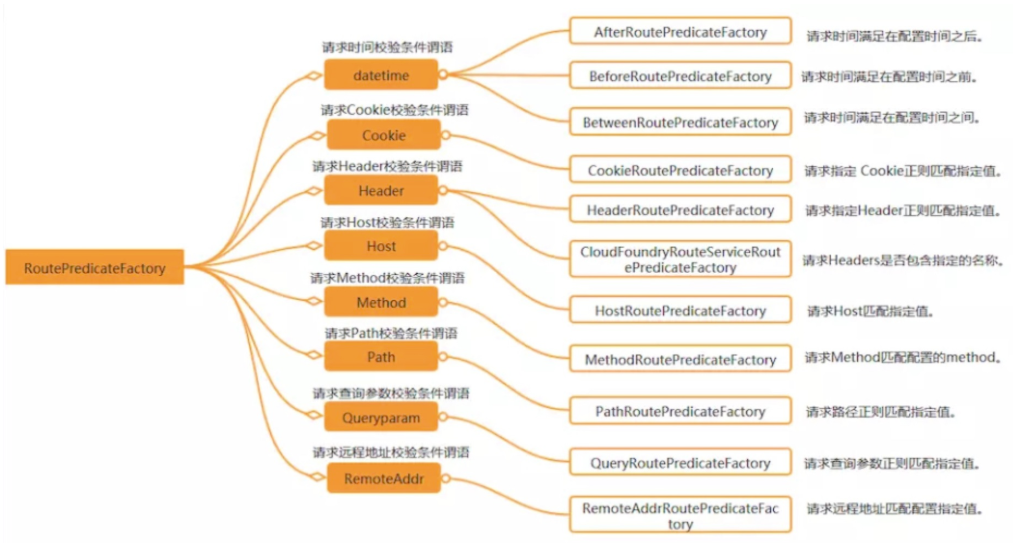 RoutePredicateFactory
请求时间校验条件谓语
datetime
请求Cookie校验条件谓语
Cookie
请求Header校验条件谓语
Header
请求Host校验条件谓语
Host
请求Method校验条件谓语
Method
请求Path校验条件谓语
Path
请求查询参数校验条件谓语
Queryparam
请求远程地址校验条件谓语
RemoteAddr
AfterRoutePredicateFactory
请求时间满足在配置时间之后。
BeforeRoutePredicateFactory
请求时间满足在配置时间之前。
BetweenRoutePredicateFactory
请求时间满足在配置时间之间。
CookieRoutePredicateFactory
请求指定 Cookie正则匹配指定值。
HeaderRoutePredicateFactory
请求指定Header正则匹配指定值。
CloudFoundryRouteServiceRout
ePredicateFactory
请求Headers是否包含指定的名称。
HostRoutePredicateFactory
请求Host匹配指定值。
MethodRoutePredicateFactory
请求Method匹配配置的method。
PathRoutePredicateFactory
请求路径正则匹配指定值。
QueryRoutePredicateFactory
请求查询参数正则匹配指定值。
RemoteAddrRoutePredicateFac
tory
请求远程地址匹配配置指定值。